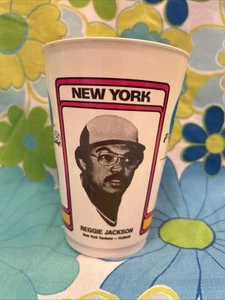 NEW YORK
REGGIE JACKSON
New York Yankees — Outfield